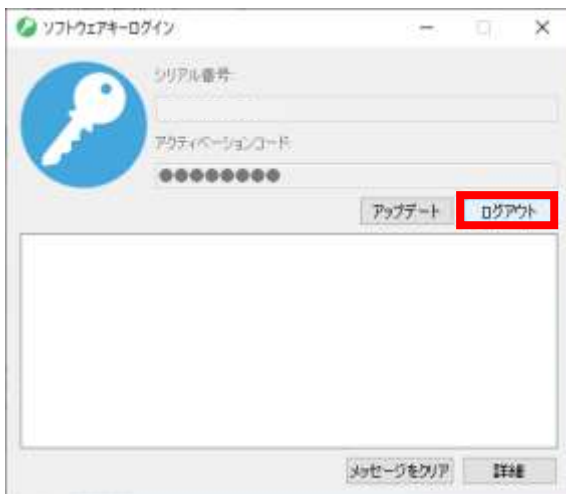 ソフトウェアキーログイン
シリアル番号:
アクティベーションコード:
●●●●●●●●
アップデート ログアウト
メッセージをクリア 詳細